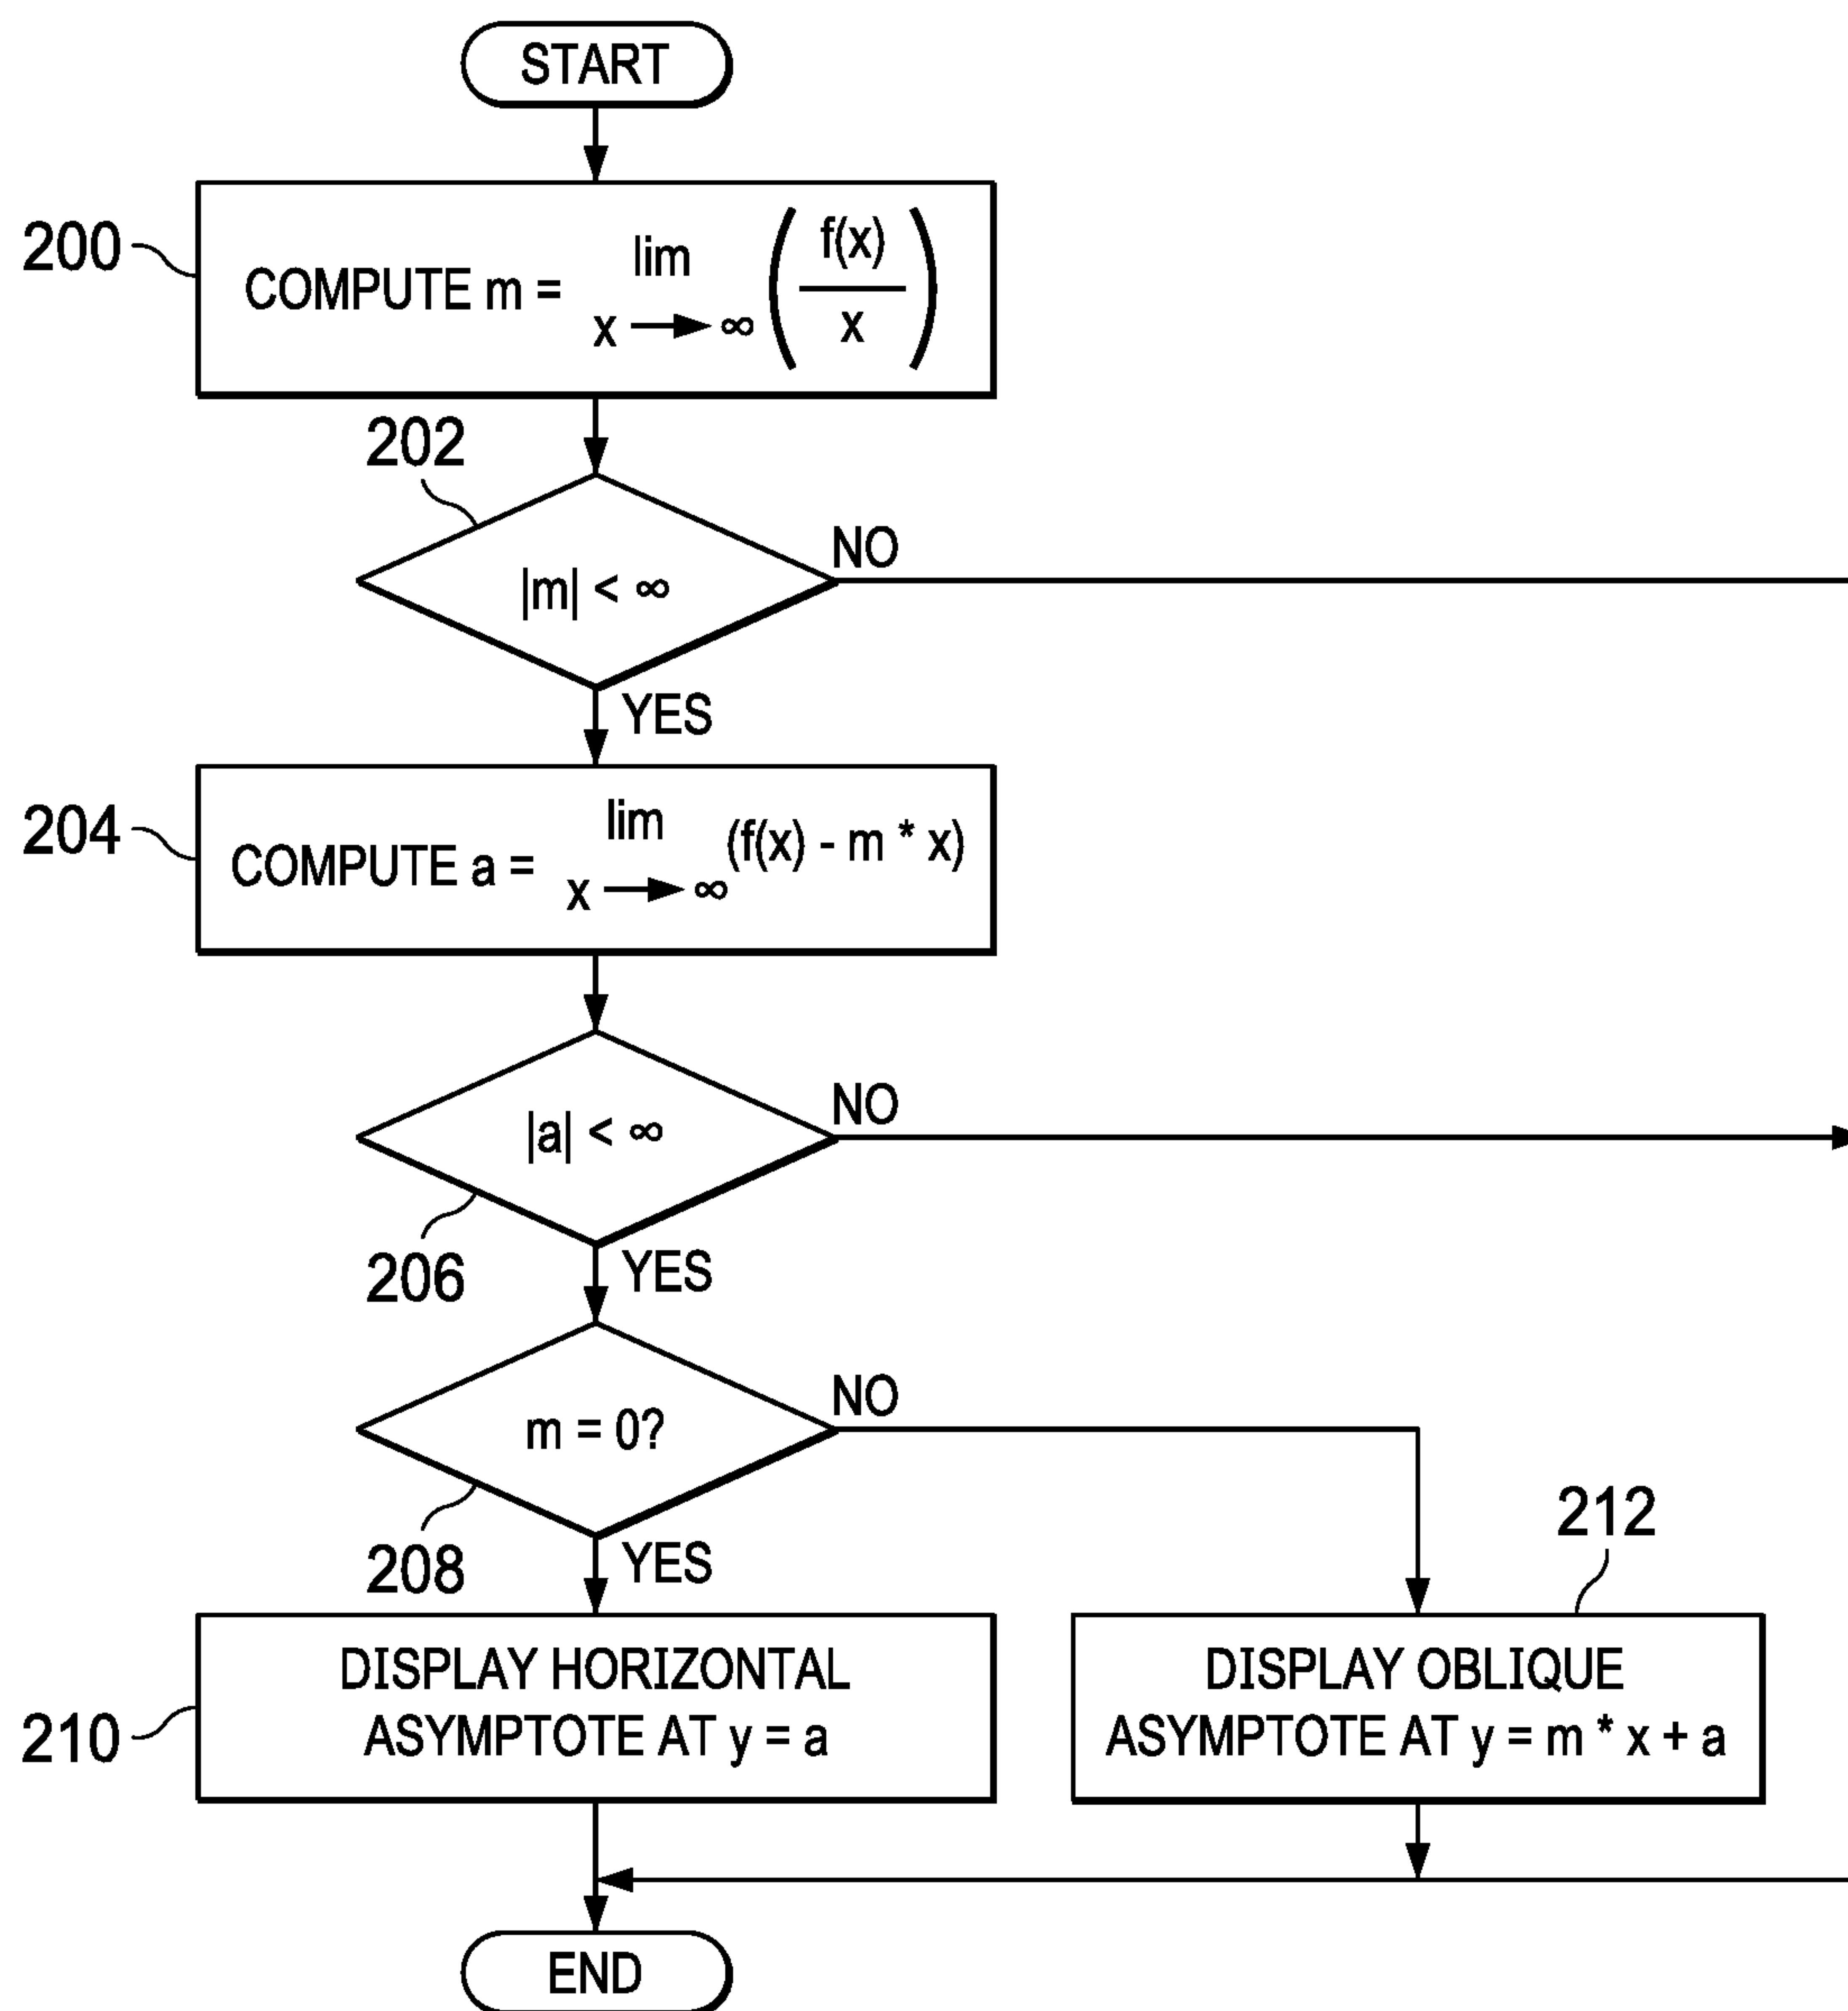 START
200
COMPUTE m = lim x → ∞ ( f(x) / x )
202
|m| < ∞
NO
YES
204
COMPUTE a = lim x → ∞ (f(x) - m * x)
|a| < ∞
NO
206
YES
m = 0?
NO
208
YES
212
210
DISPLAY HORIZONTAL
ASYMPTOTE AT y = a
DISPLAY OBLIQUE
ASYMPTOTE AT y = m * x + a
END